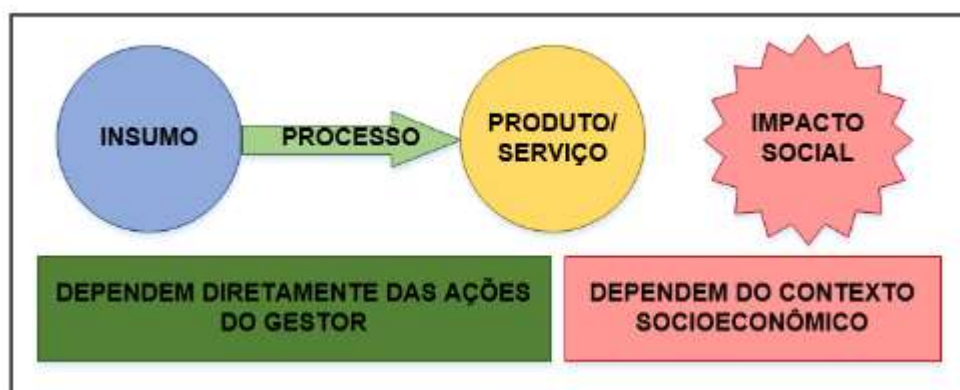 INSUMO
PROCESSO
PRODUTO/
SERVIÇO
IMPACTO
SOCIAL
DEPENDEM DIRETAMENTE DAS AÇÕES
DO GESTOR
DEPENDEM DO CONTEXTO
SOCIOECONÔMICO